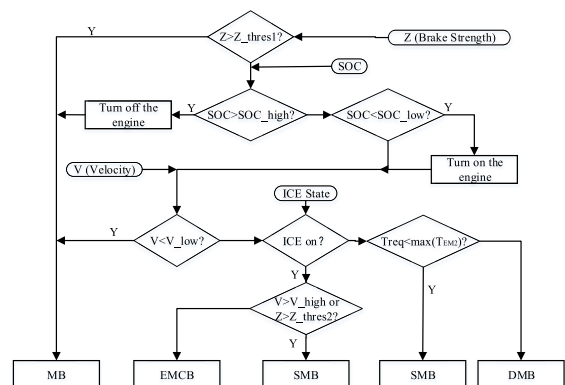 Y
Z>Z_thres1?
Z (Brake Strength)
SOC
Turn off the
engine
Y
SOC>SOC_high?
SOC<SOC_low?
Y
V (Velocity)
Turn on the
engine
ICE State
Y
V<V_low?
ICE on?
Treq<max(TEM2)?
Y
V>V_high or
Z>Z_thres2?
Y
Y
MB
EMCB
SMB
SMB
DMB